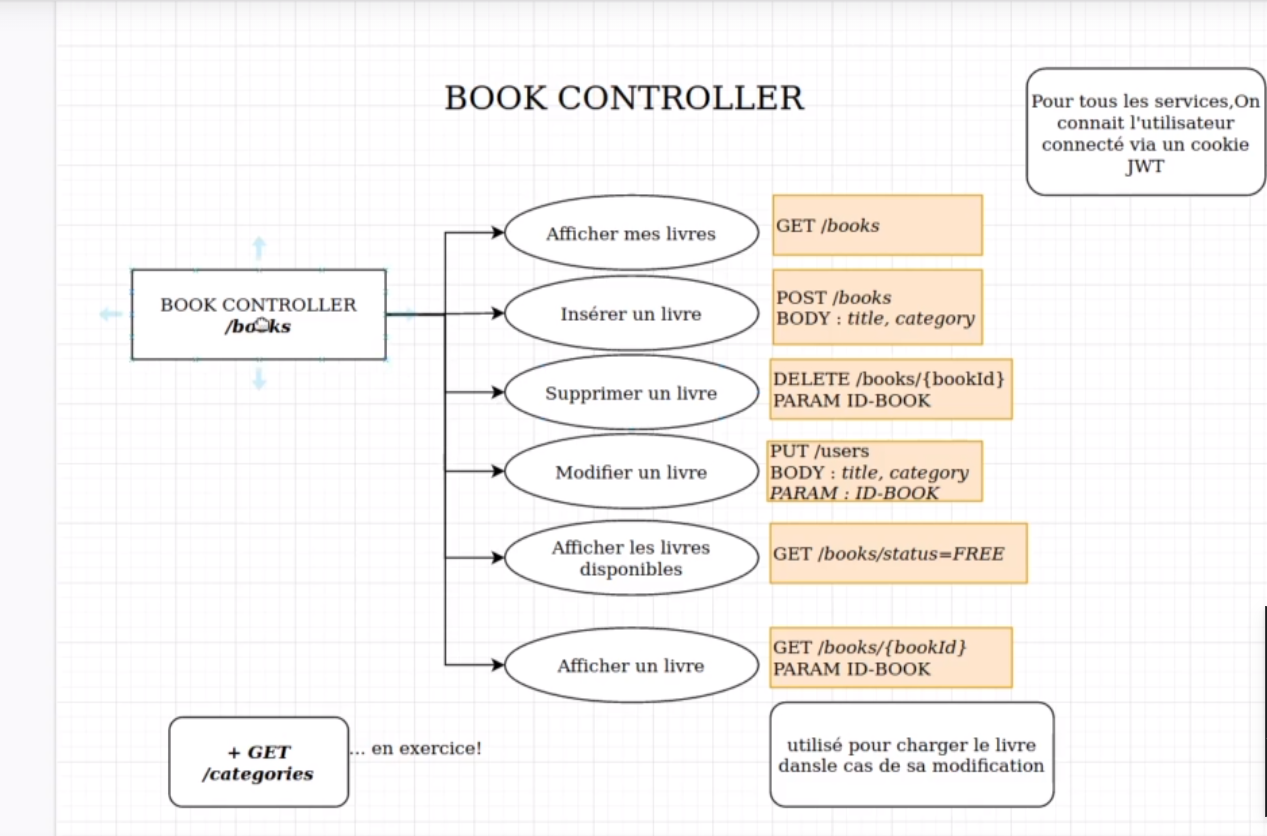 BOOK CONTROLLER
Pour tous les services,On
connait l'utilisateur
connecté via un cookie
JWT
BOOK CONTROLLER
/books
Afficher mes livres
GET /books
Insérer un livre
POST /books
BODY : title, category
Supprimer un livre
DELETE /books/{bookId}
PARAM ID-BOOK
Modifier un livre
PUT /users
BODY : title, category
PARAM : ID-BOOK
Afficher les livres
disponibles
GET /books/status=FREE
Afficher un livre
GET /books/{bookId}
PARAM ID-BOOK
utilisé pour charger le livre
dansle cas de sa modification
+ GET
/categories
... en exercice!